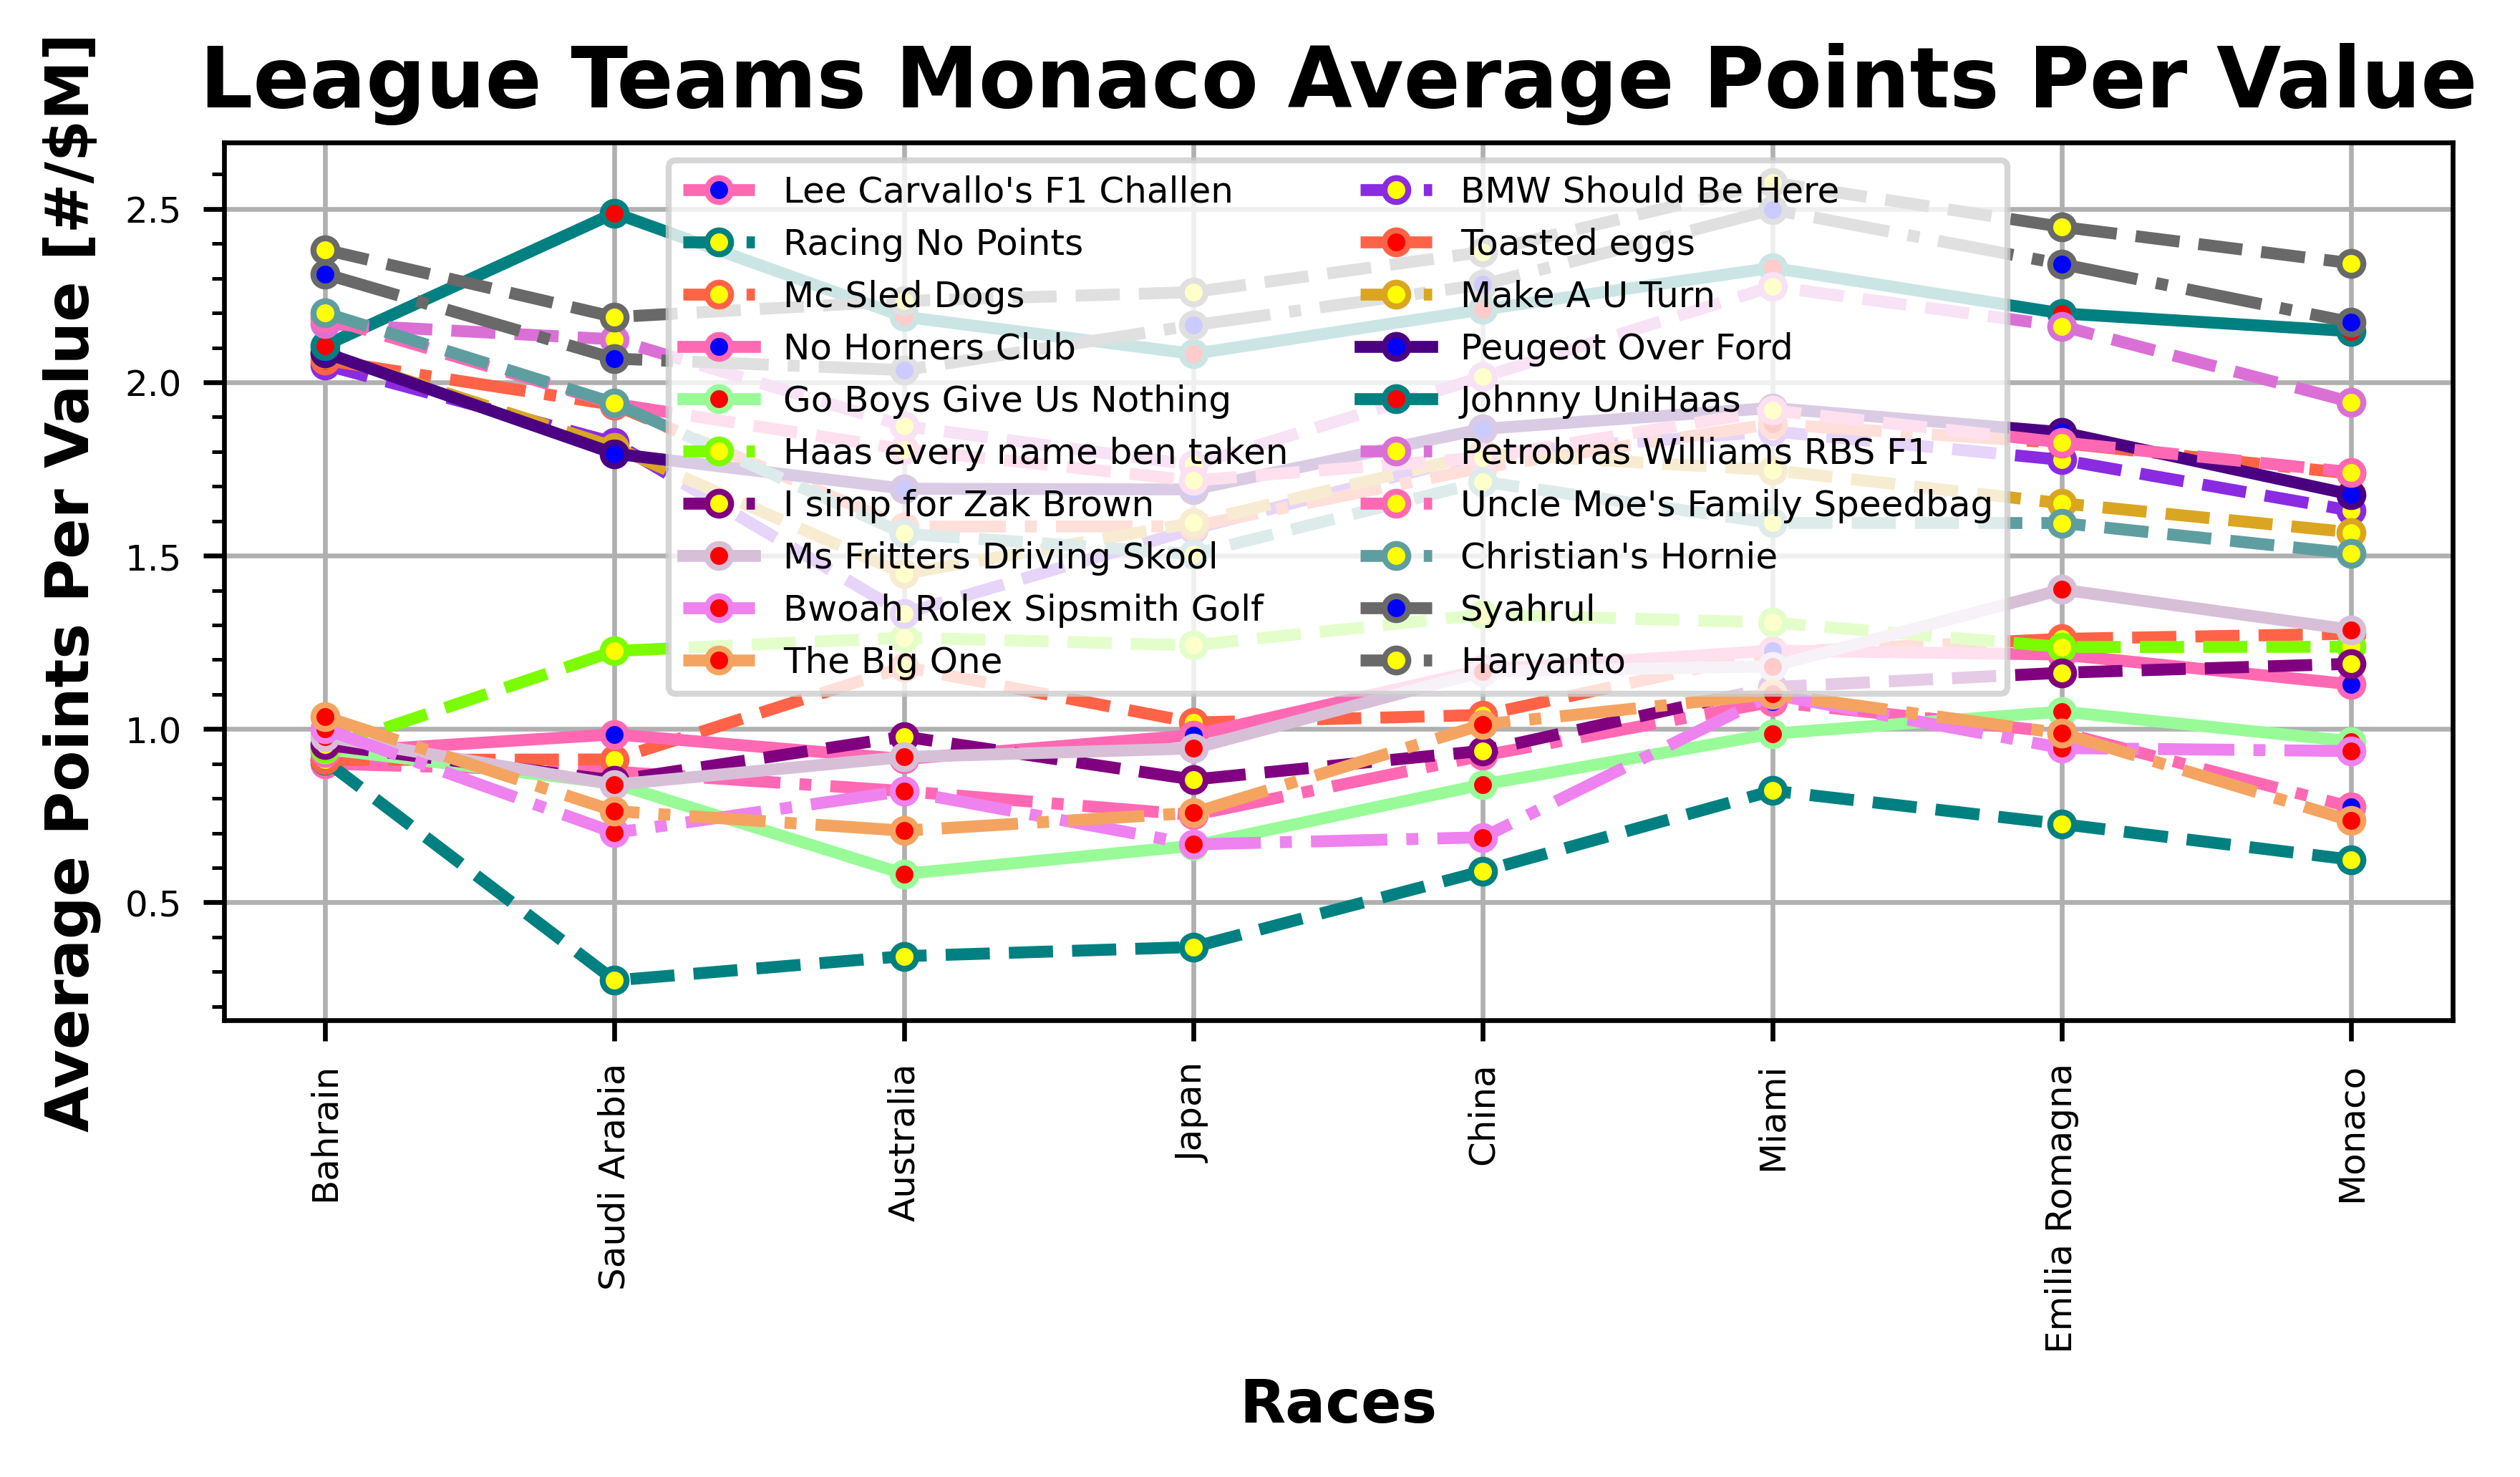 League Teams Monaco Average Points Per Value
Average Points Per Value [#/$M]
2.5
2.0
1.5
1.0
0.5
Lee Carvallo's F1 Challen
Racing No Points
Mc Sled Dogs
No Horners Club
Go Boys Give Us Nothing
Haas every name ben taken
I simp for Zak Brown
Ms Fritters Driving Skool
Bwoah Rolex Sipsmith Golf
The Big One
BMW Should Be Here
Toasted eggs
Make A U Turn
Peugeot Over Ford
Johnny UniHaas
Petrobras Williams RBS F1
Uncle Moe's Family Speedbag
Christian's Hornie
Syahrul
Haryanto
Bahrain
Saudi Arabia
Australia
Japan
China
Miami
Emilia Romagna
Monaco
Races